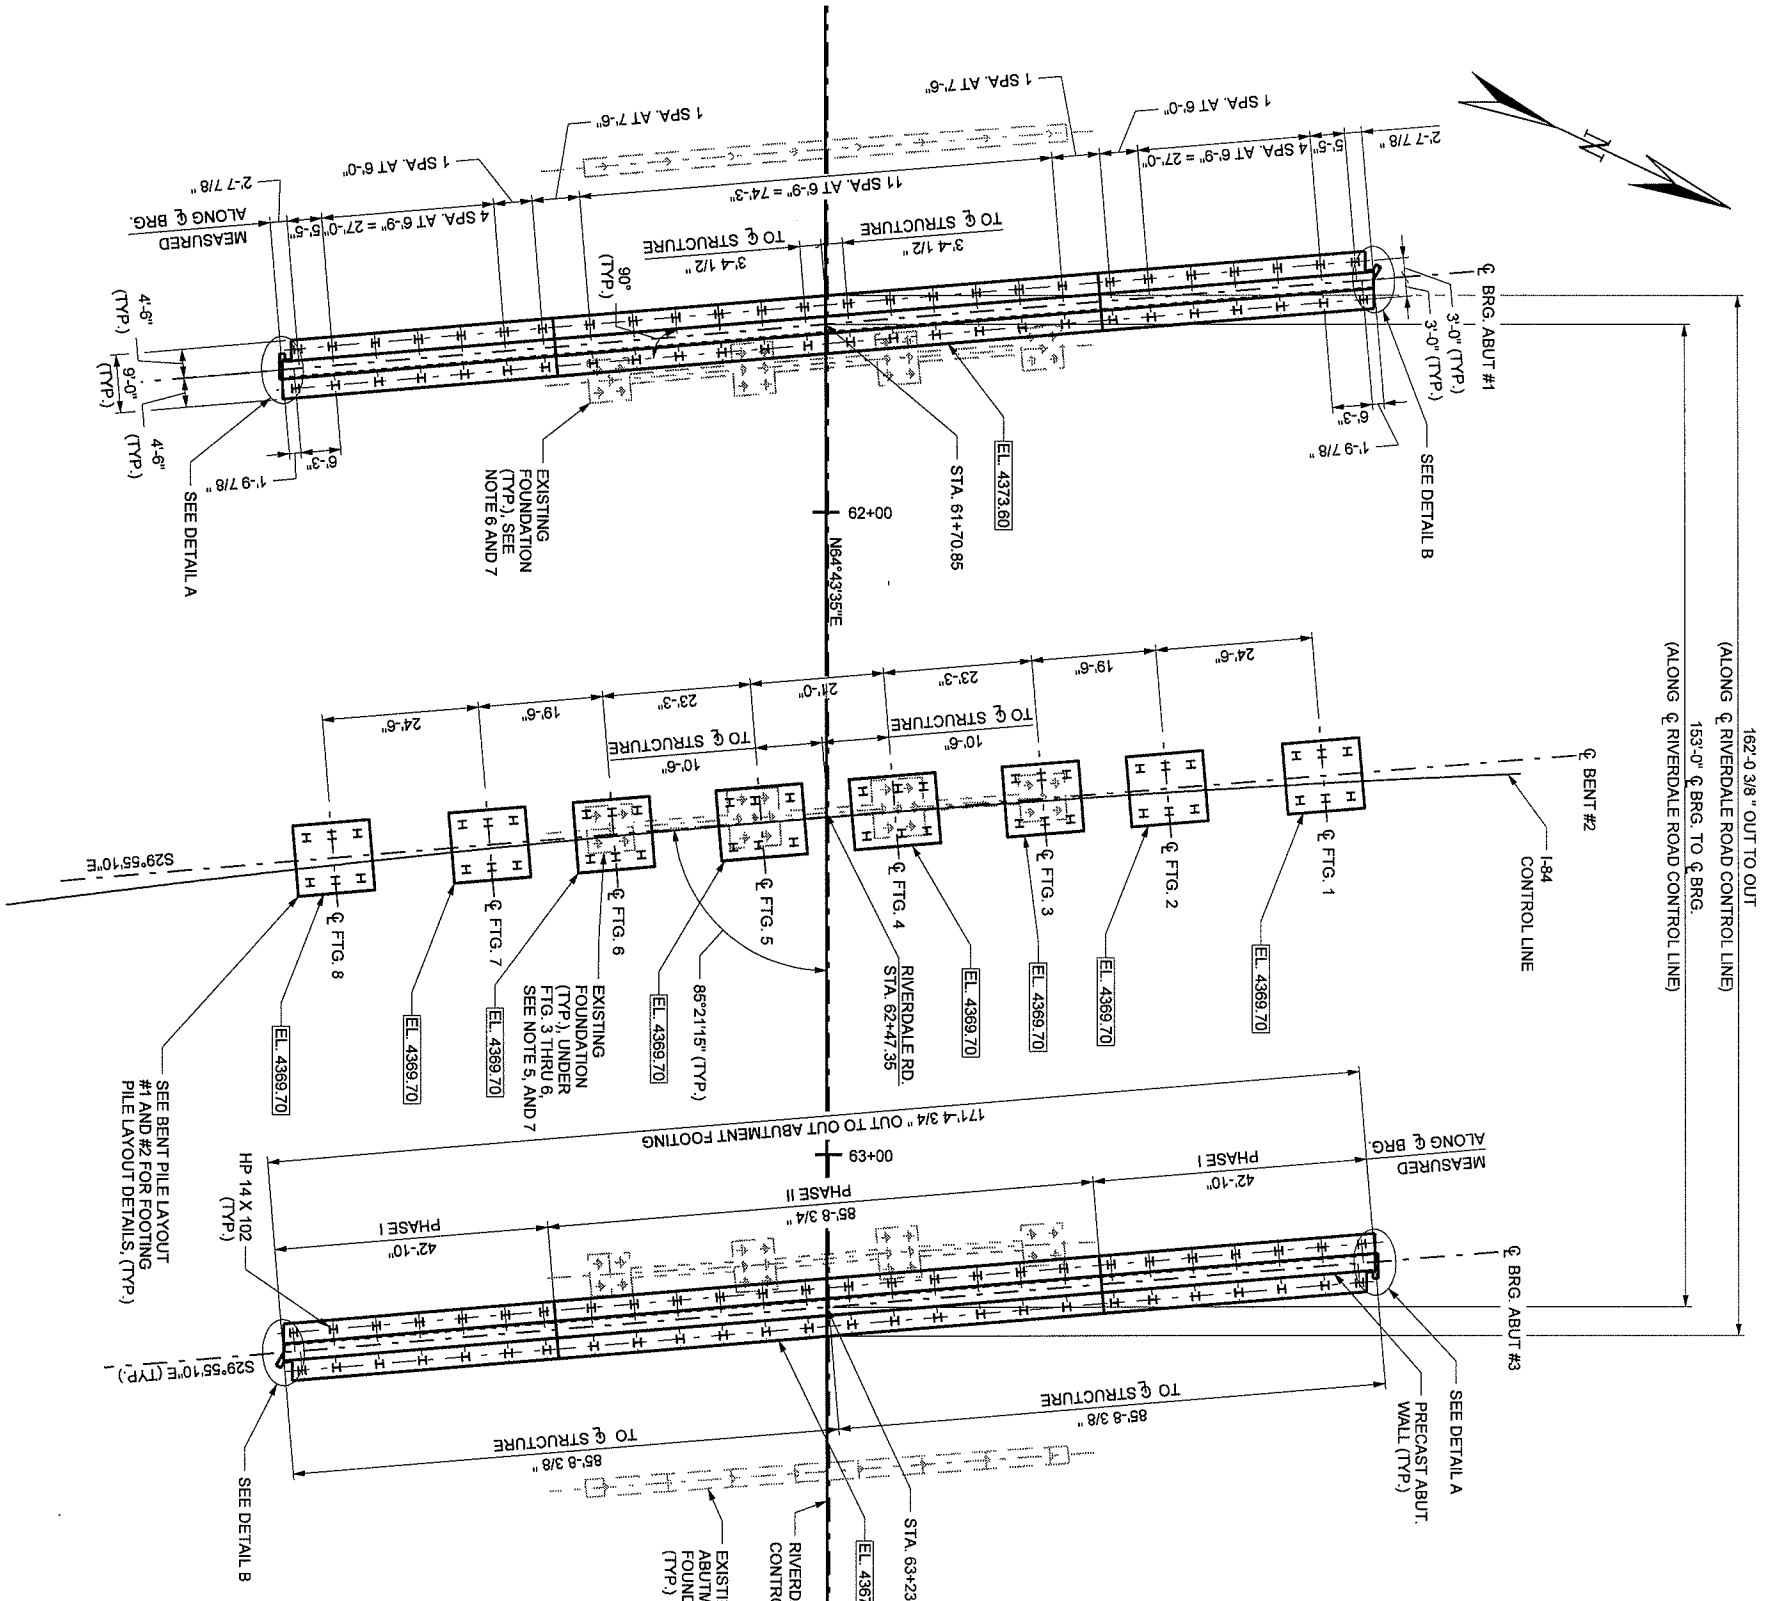 1 SPA. AT 7'-6"
1 SPA. AT 6'-0"
1 SPA. AT 7'-6"
1 SPA. AT 6'-0"
2'-7 7/8"
MEASURED
ALONG ℄ BRG.
5'-5"
4 SPA. AT 6'-9" = 27'-0"
11 SPA. AT 6'-9" = 74'-3"
4 SPA. AT 6'-9" = 27'-0"
5'-5"
2'-7 7/8"
N
3'-4 1/2"
TO ℄ STRUCTURE
3'-4 1/2"
TO ℄ STRUCTURE
90°
(TYP.)
4'-6"
(TYP.)
9'-0"
(TYP.)
4'-6"
(TYP.)
1'-9 7/8"
6'-3"
SEE DETAIL A
EXISTING
FOUNDATION
(TYP.), SEE
NOTE 6 AND 7
STA. 61+70.85
EL. 4373.60
℄ BRG. ABUT #1
3'-0" (TYP.)
3'-0" (TYP.)
6'-3"
1'-9 7/8"
SEE DETAIL B
62+00
N64°43'35"E
162'-0 3/8" OUT TO OUT
(ALONG ℄ RIVERDALE ROAD CONTROL LINE)
153'-0" ℄ BRG. TO ℄ BRG.
(ALONG ℄ RIVERDALE ROAD CONTROL LINE)
24'-6"
19'-6"
23'-3"
21'-0"
23'-3"
19'-6"
24'-6"
10'-6"
TO ℄ STRUCTURE
10'-6"
TO ℄ STRUCTURE
℄ BENT #2
I-84
CONTROL LINE
S29°55'10"E
℄ FTG. 8
℄ FTG. 7
℄ FTG. 6
℄ FTG. 5
℄ FTG. 4
℄ FTG. 3
℄ FTG. 2
℄ FTG. 1
EL. 4369.70
EL. 4369.70
EL. 4369.70
EL. 4369.70
EL. 4369.70
EL. 4369.70
EL. 4369.70
EL. 4369.70
EXISTING
FOUNDATION
(TYP.), UNDER
FTG. 3 THRU 6,
SEE NOTE 5, AND 7
85°21'15" (TYP.)
RIVERDALE RD.
STA. 62+47.35
SEE BENT PILE LAYOUT
#1 AND #2 FOR FOOTING
PILE LAYOUT DETAILS, (TYP.)
HP 14 X 102
(TYP.)
171'-4 3/4" OUT TO OUT ABUTMENT FOOTING
63+00
MEASURED
ALONG ℄ BRG.
42'-10"
PHASE I
85'-8 3/4"
PHASE II
42'-10"
PHASE I
℄ BRG. ABUT #3
S29°55'10"E (TYP.)
SEE DETAIL A
PRECAST ABUT.
WALL (TYP.)
85'-8 3/8"
TO ℄ STRUCTURE
85'-8 3/8"
TO ℄ STRUCTURE
SEE DETAIL B
STA. 63+23
EL. 4367
RIVERD
CONTR
EXISTI
ABUTM
FOUND
(TYP.)